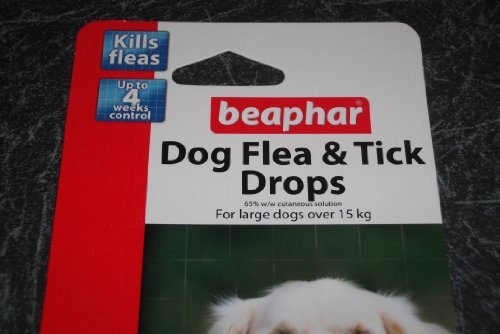 Kills
fleas
Up to
4
weeks
control
beaphar
Dog Flea & Tick
Drops
65% w/w cutaneous solution
For large dogs over 15 kg